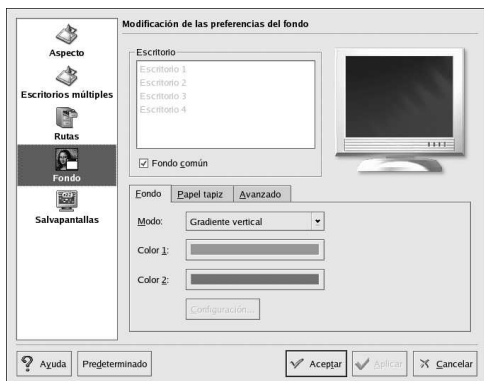 Aspecto
Escritorios múltiples
Rutas
Fondo
Salvapantallas
Modificación de las preferencias del fondo
Escritorio
Escritorio 1
Escritorio 2
Escritorio 3
Escritorio 4
Fondo común
Fondo Papel tapiz Avanzado
Modo: Gradiente vertical
Color 1:
Color 2:
Configuración...
Ayuda Predeterminado Aceptar Aplicar Cancelar